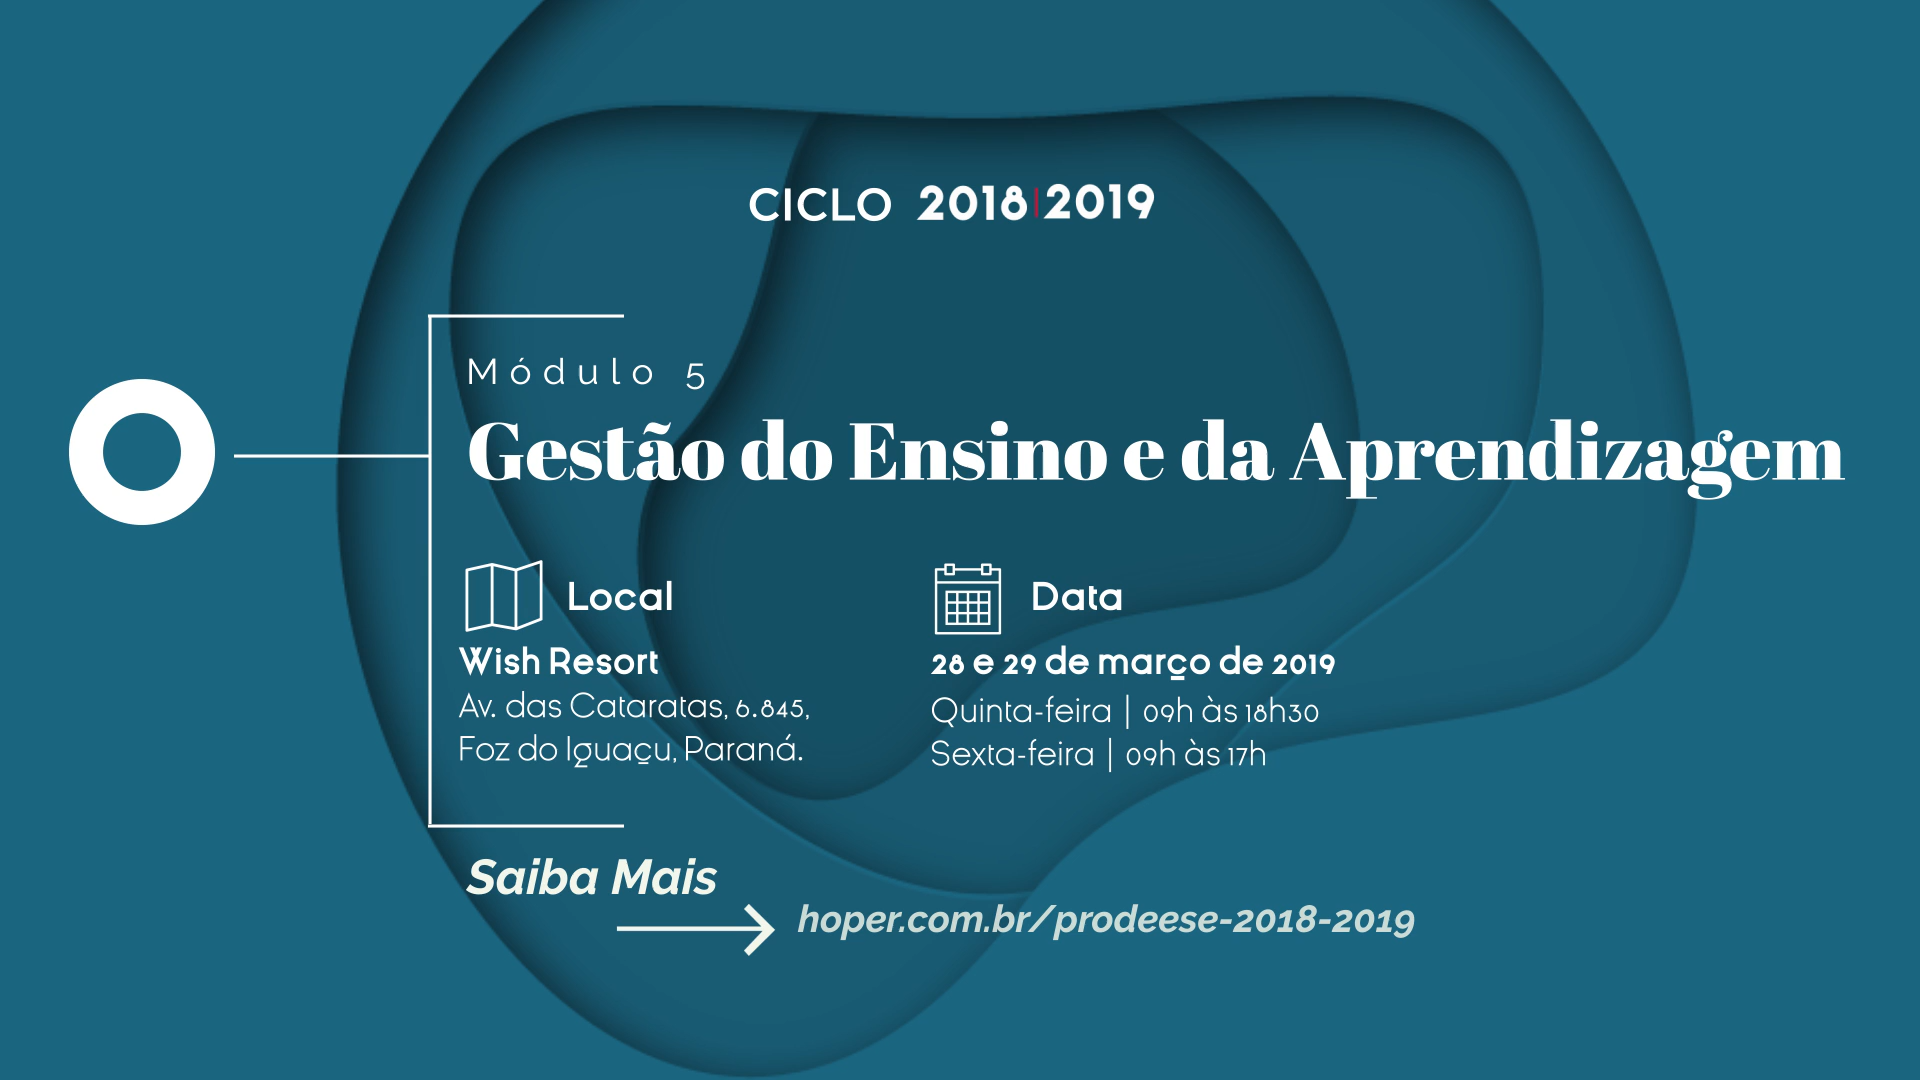 CICLO 2018|2019
Módulo 5
Gestão do Ensino e da Aprendizagem
Local
Wish Resort
Av. das Cataratas, 6.845,
Foz do Iguaçu, Paraná.
Data
28 e 29 de março de 2019
Quinta-feira | 09h às 18h30
Sexta-feira | 09h às 17h
Saiba Mais
hoper.com.br/prodeese-2018-2019